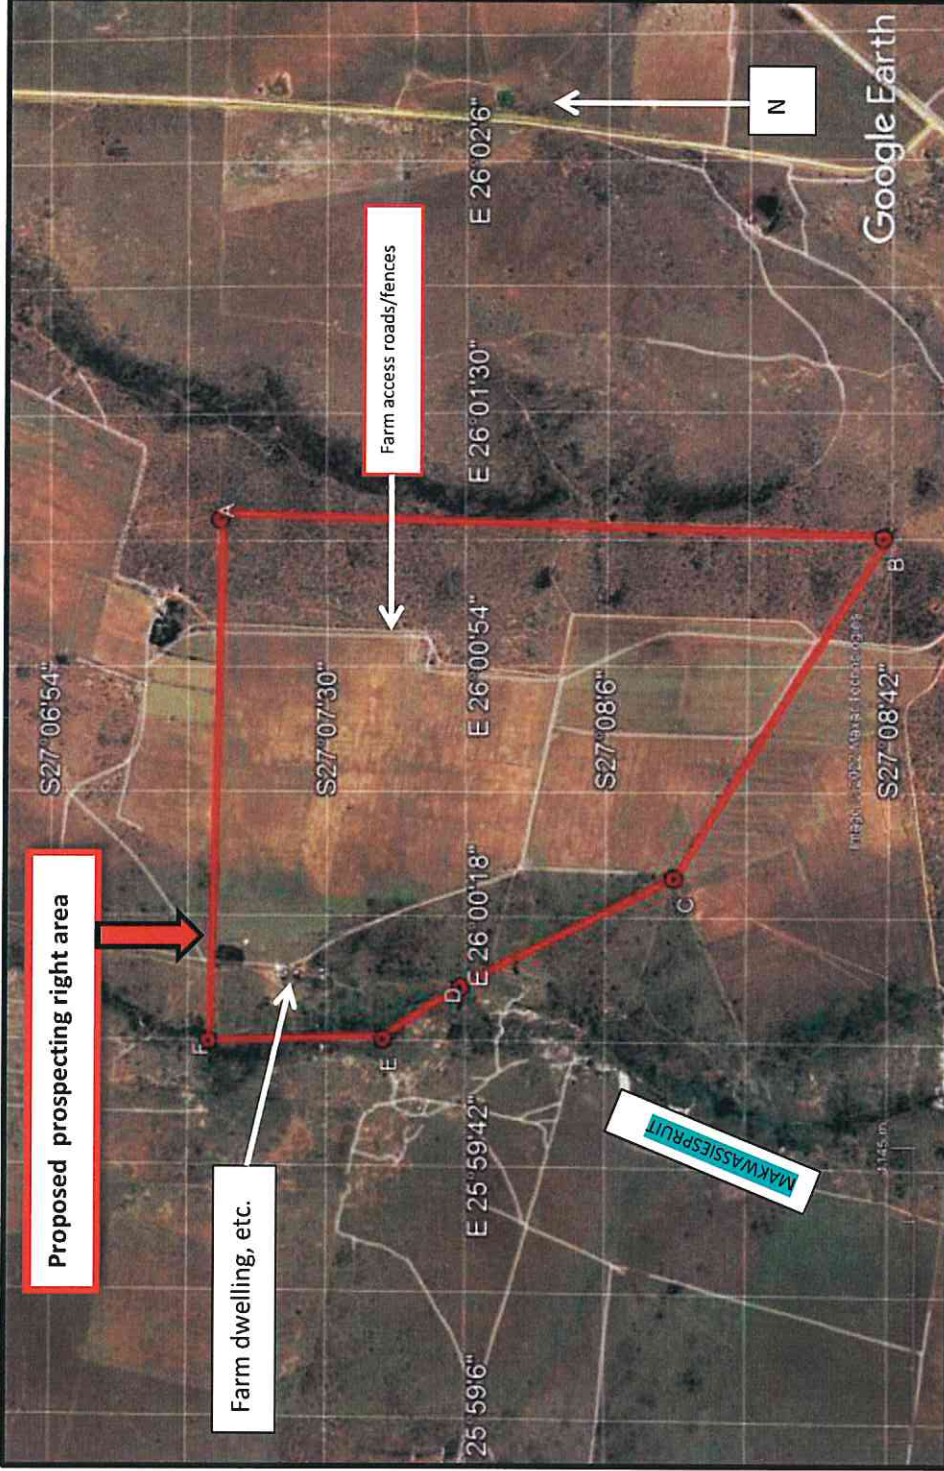 Proposed prospecting right area
S27°06'54"
F
A
Farm dwelling, etc.
S27°07'30"
Farm access roads/fences
E
D
25°59'6"
E 25°59'42"
E 26°00'18"
E 26°00'54"
E 26°01'30"
E 26°02'6"
S27°08'6"
C
MAKWASSIESPRUIT
N
S27°08'42"
B
1145 m
Google Earth